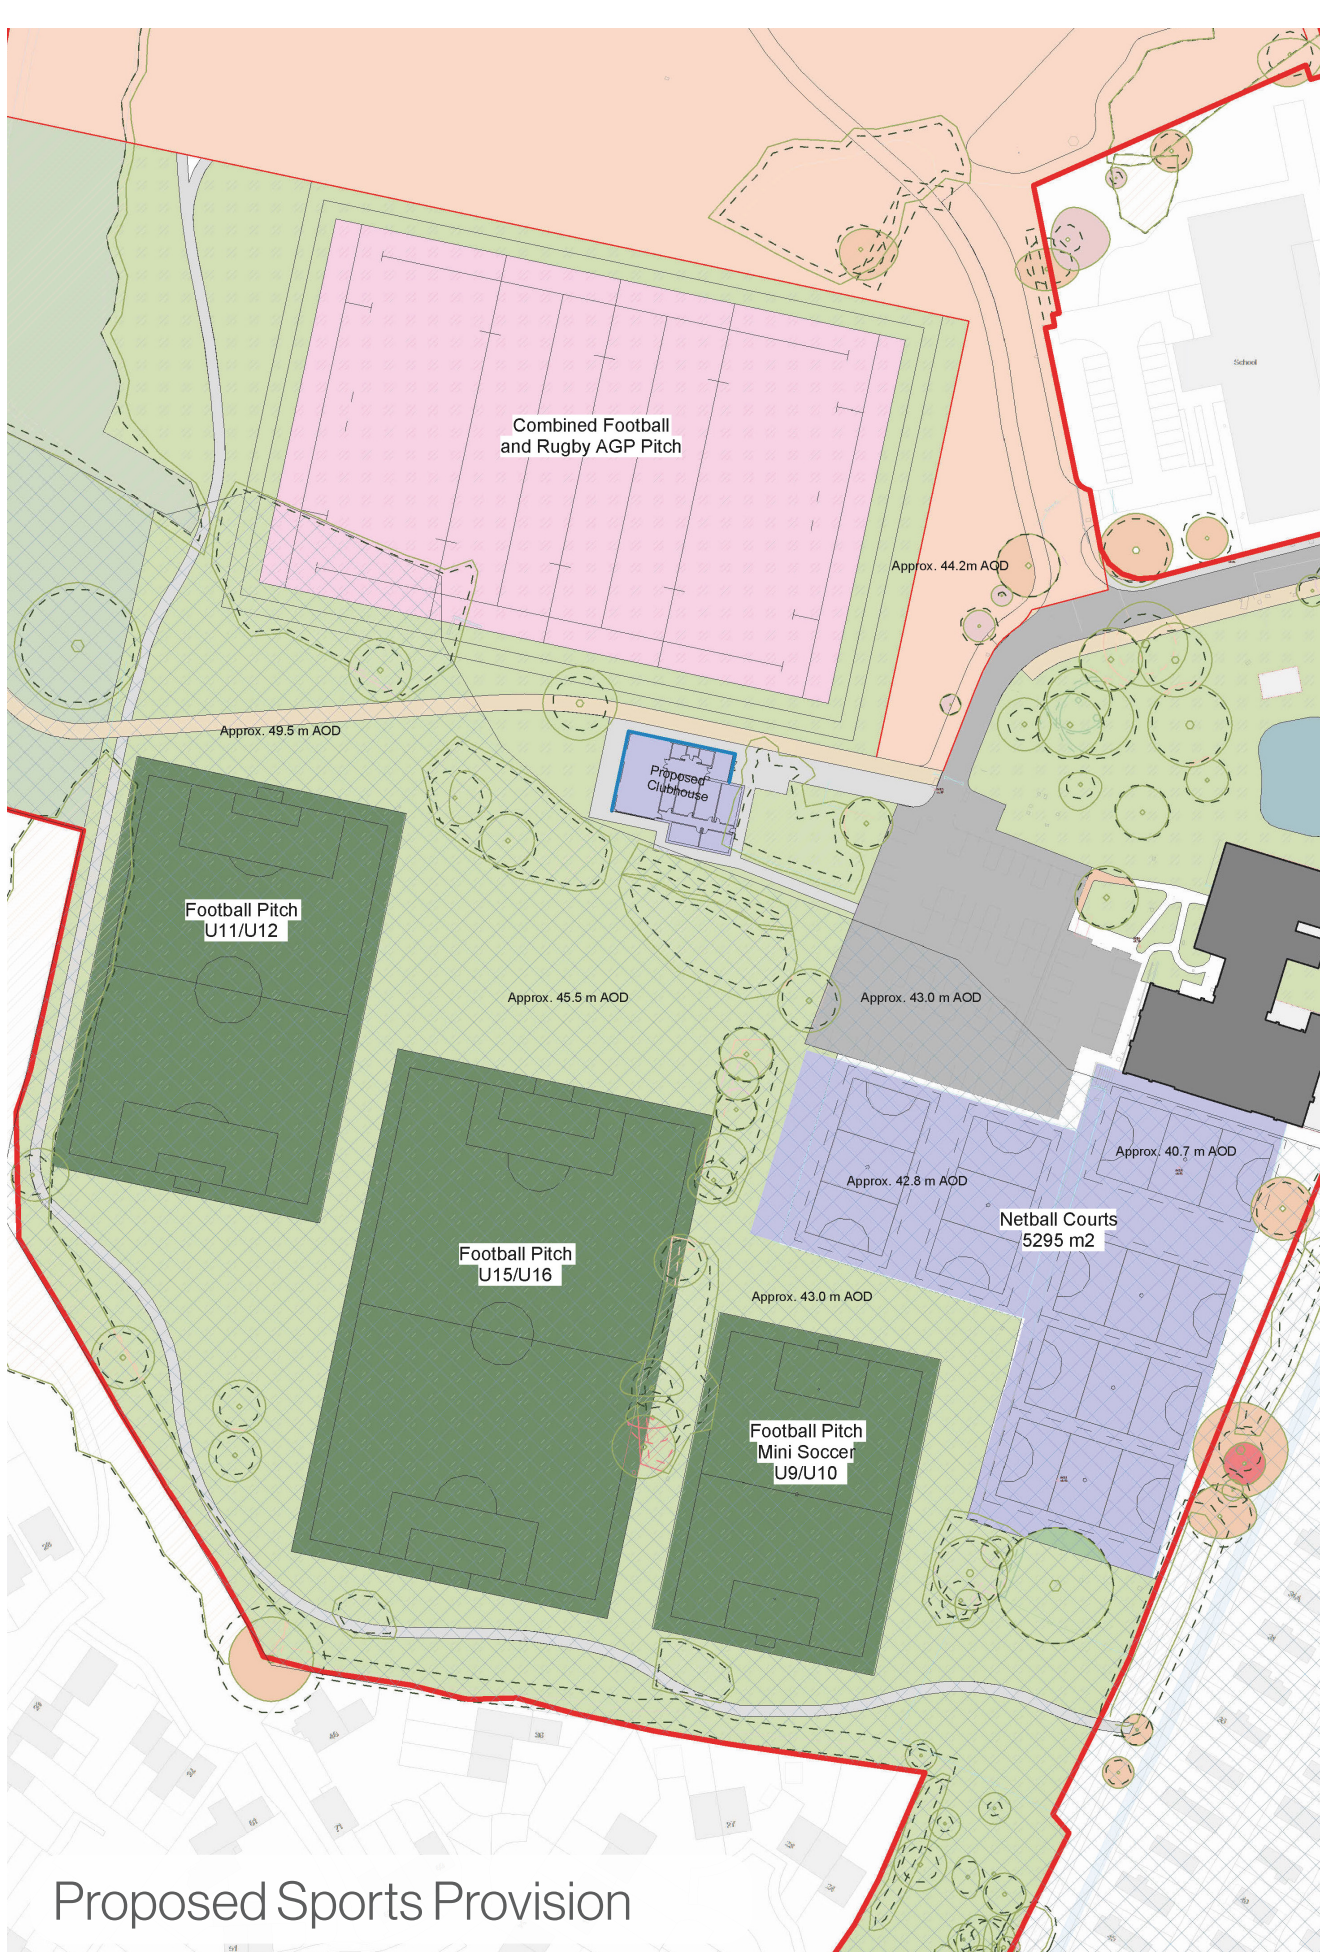 School
Combined Football
and Rugby AGP Pitch
Approx. 44.2m AOD
Approx. 49.5 m AOD
Proposed
Clubhouse
Football Pitch
U11/U12
Approx. 45.5 m AOD
Approx. 43.0 m AOD
Approx. 40.7 m AOD
Approx. 42.8 m AOD
Netball Courts
5295 m2
Football Pitch
U15/U16
Approx. 43.0 m AOD
Football Pitch
Mini Soccer
U9/U10
Proposed Sports Provision